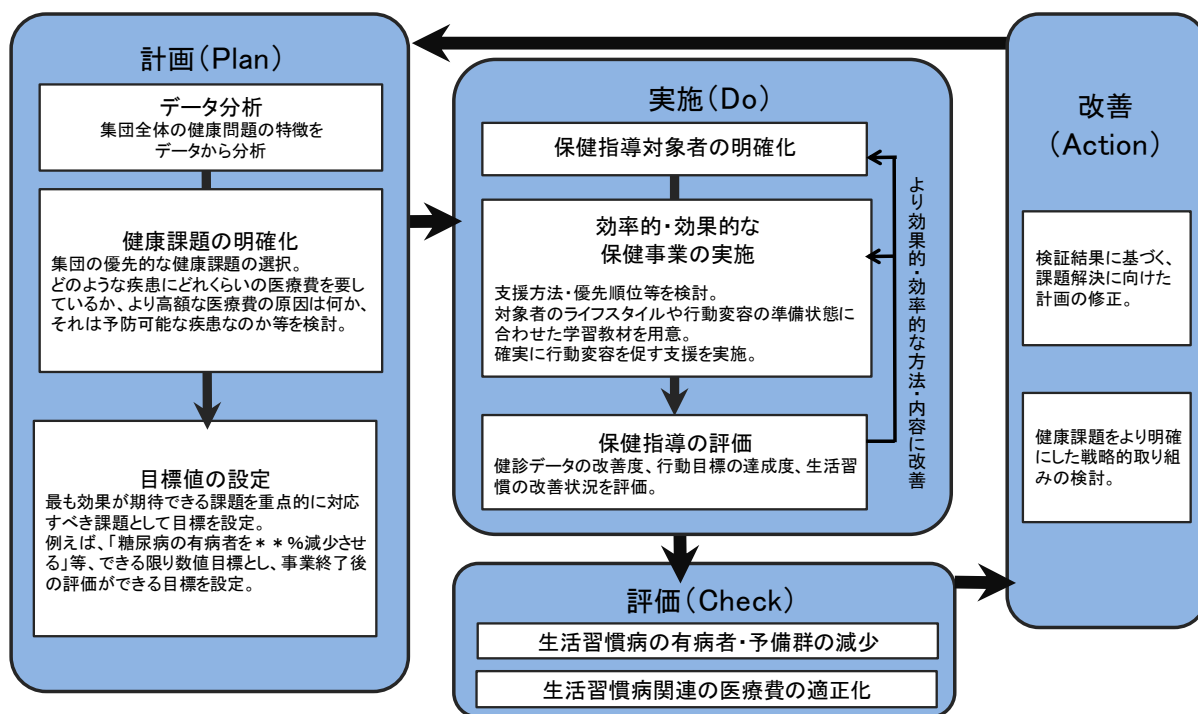 計画(Plan)
データ分析
集団全体の健康問題の特徴を
データから分析
健康課題の明確化
集団の優先的な健康課題の選択。
どのような疾患にどれくらいの医療費を要し
ているか、より高額な医療費の原因は何か、
それは予防可能な疾患なのか等を検討。
目標値の設定
最も効果が期待できる課題を重点的に対応
すべき課題として目標を設定。
例えば、「糖尿病の有病者を**%減少させ
る」等、できる限り数値目標とし、事業終了後
の評価ができる目標を設定。
実施(Do)
保健指導対象者の明確化
効率的・効果的な
保健事業の実施
支援方法・優先順位等を検討。
対象者のライフスタイルや行動変容の準備状態に
合わせた学習教材を用意。
確実に行動変容を促す支援を実施。
保健指導の評価
健診データの改善度、行動目標の達成度、生活習
慣の改善状況を評価。
より効果的・効率的な方法・内容に改善
評価(Check)
生活習慣病の有病者・予備群の減少
生活習慣病関連の医療費の適正化
改善
(Action)
検証結果に基づく、
課題解決に向けた
計画の修正。
健康課題をより明確
にした戦略的取り組
みの検討。